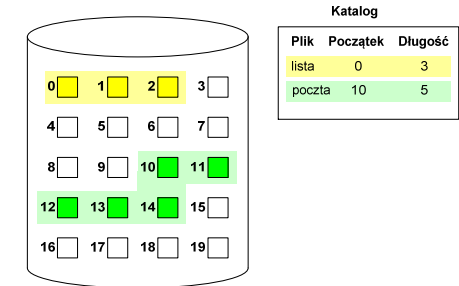 Katalog
Plik Początek Długość
lista 0 3
poczta 10 5
0 1 2 3
4 5 6 7
8 9 10 11
12 13 14 15
16 17 18 19